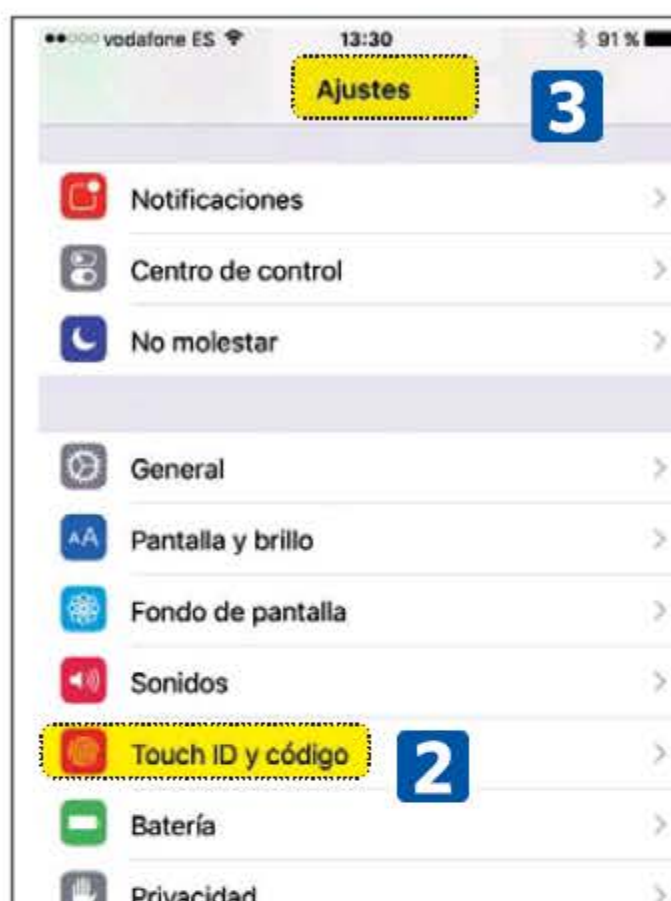 vodafone ES 13:30 91 %
Ajustes 3
Notificaciones
Centro de control
No molestar
General
AA Pantalla y brillo
Fondo de pantalla
Sonidos
Touch ID y código 2
Batería
Privacidad